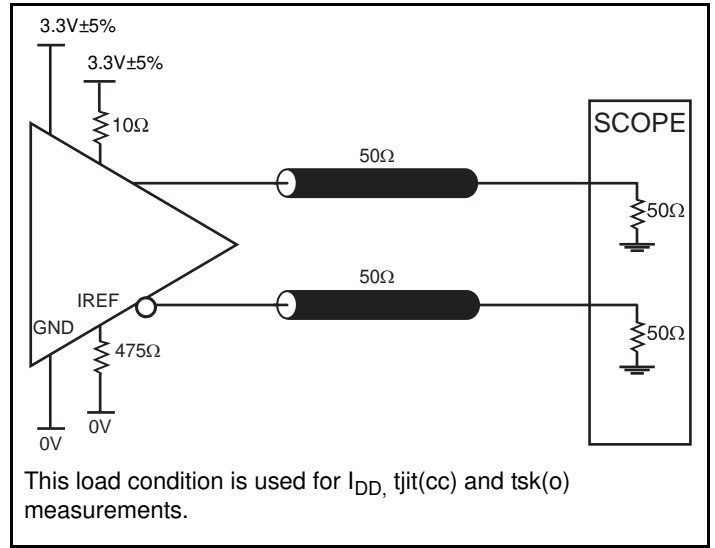 3.3V±5%
3.3V±5%
10Ω
SCOPE
50Ω
50Ω
50Ω
IREF
50Ω
GND
475Ω
0V
0V
This load condition is used for IDD, tjit(cc) and tsk(o)
measurements.